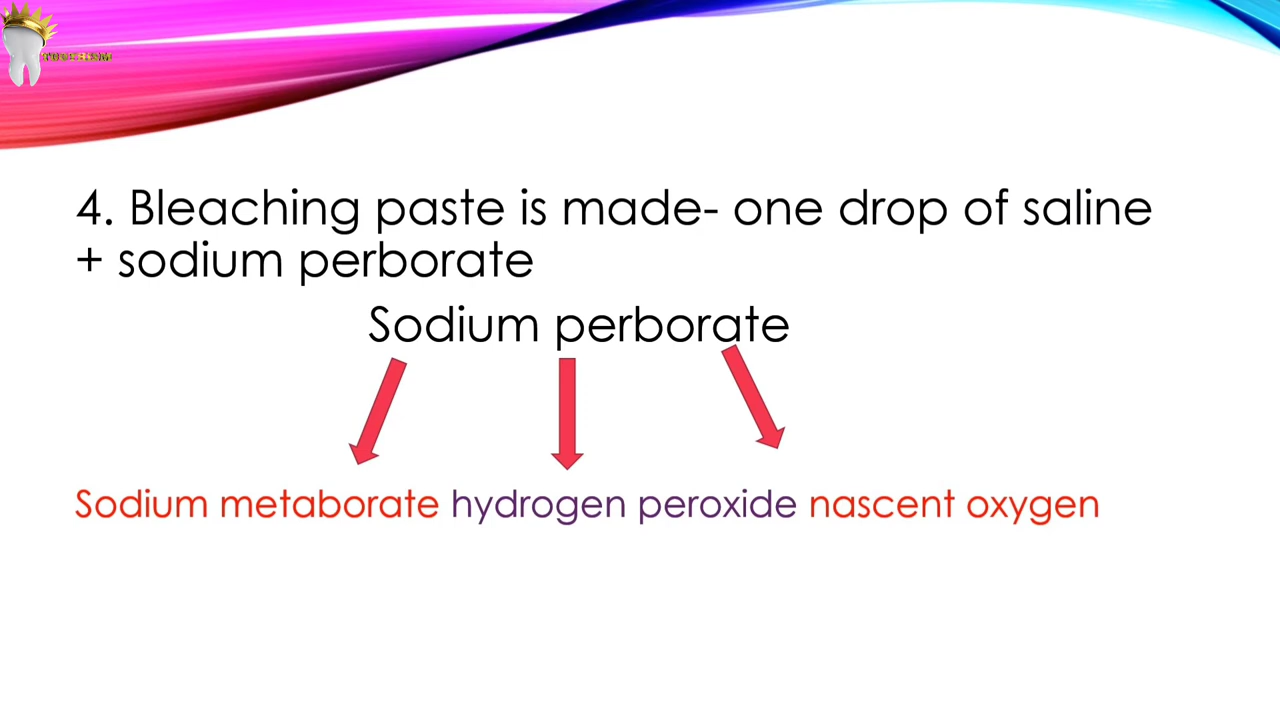 TOOTHISM
4. Bleaching paste is made- one drop of saline
+ sodium perborate
Sodium perborate
Sodium metaborate hydrogen peroxide nascent oxygen